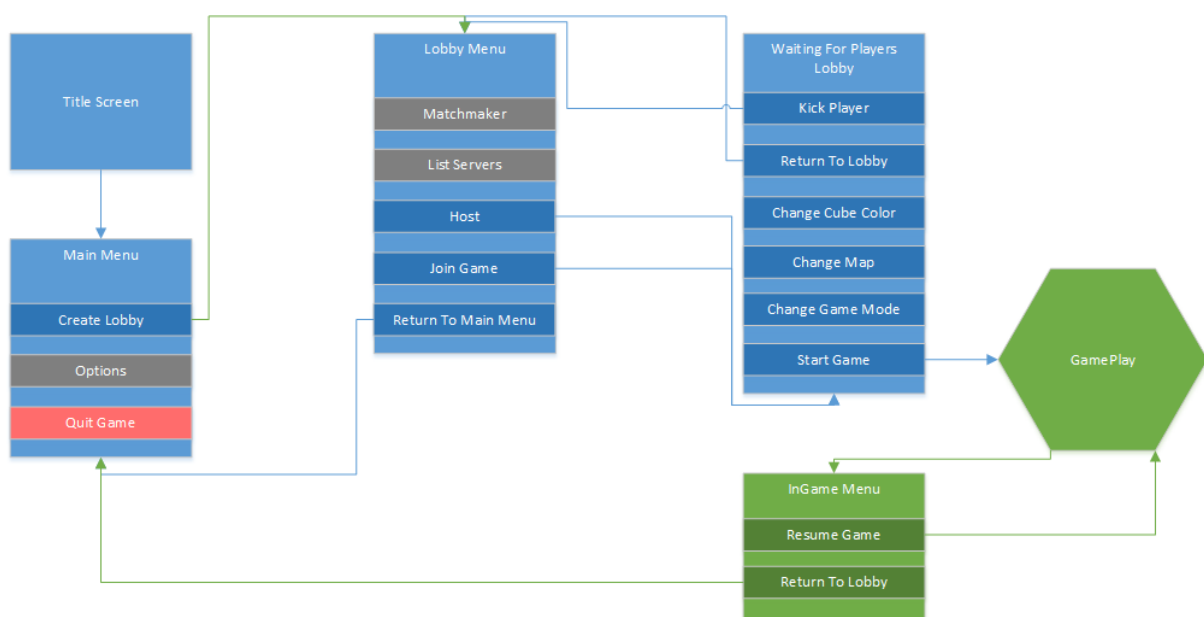 Title Screen
Main Menu
Create Lobby
Options
Quit Game
Lobby Menu
Matchmaker
List Servers
Host
Join Game
Return To Main Menu
Waiting For Players
Lobby
Kick Player
Return To Lobby
Change Cube Color
Change Map
Change Game Mode
Start Game
GamePlay
InGame Menu
Resume Game
Return To Lobby